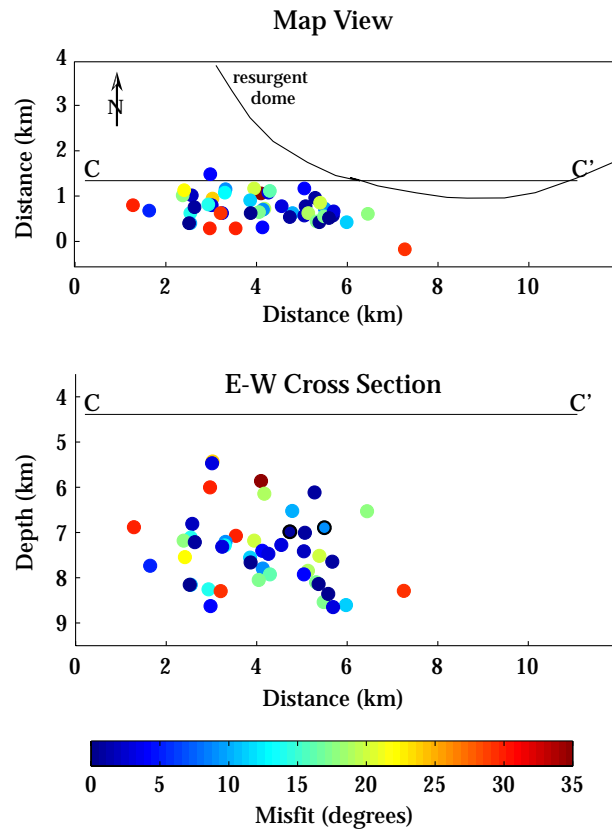 Map View
4
3
2
1
0
Distance (km)
N
resurgent
dome
C
C’
0
2
4
6
8
10
Distance (km)
E-W Cross Section
4
5
6
7
8
9
Depth (km)
C
C’
0
2
4
6
8
10
Distance (km)
0
5
10
15
20
25
30
35
Misfit (degrees)